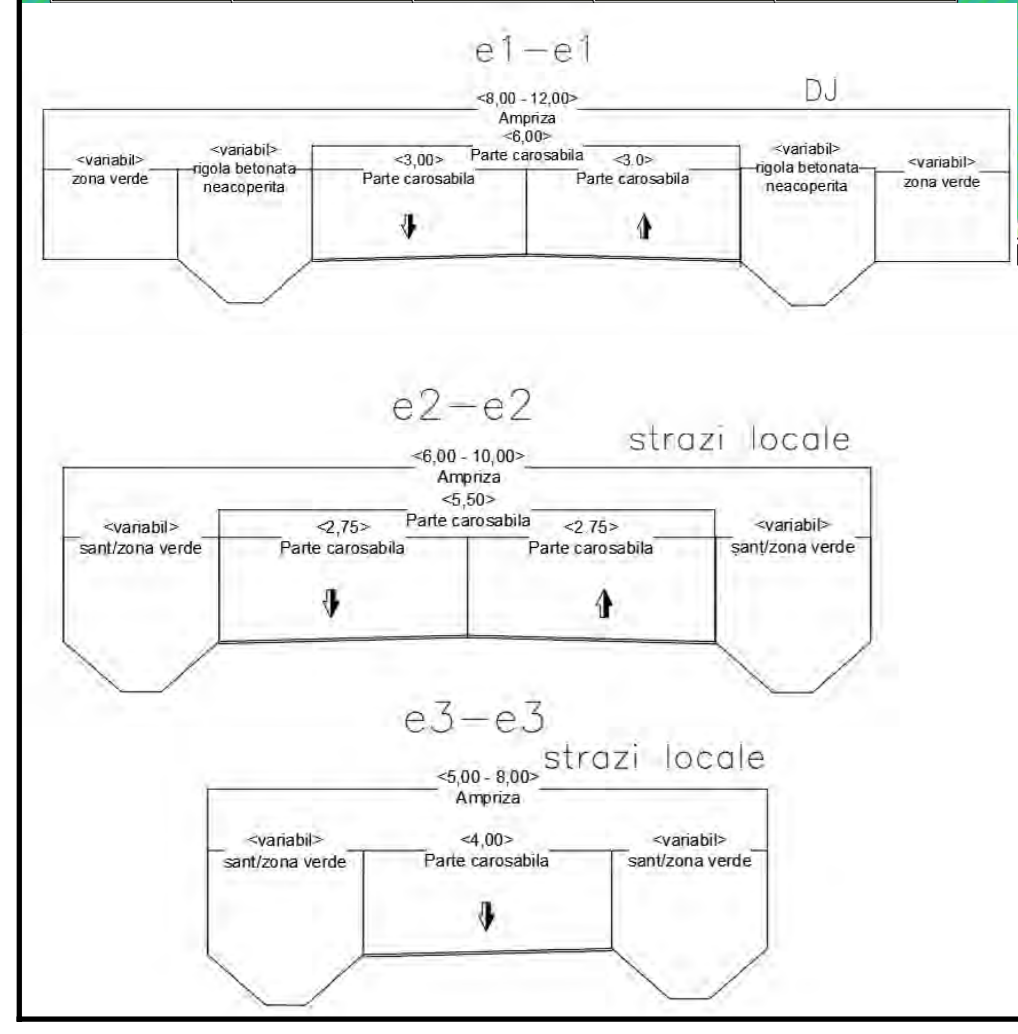 e1-e1
DJ
<8,00 - 12,00>
Ampriza
<6,00>
Parte carosabila
<variabil>
zona verde
<variabil>
rigola betonata
neacoperita
<3,00>
Parte carosabila
<3.0>
Parte carosabila
<variabil>
rigola betonata
neacoperita
<variabil>
zona verde
e2-e2
strazi locale
<6,00 - 10,00>
Ampriza
<5,50>
Parte carosabila
<variabil>
sant/zona verde
<2,75>
Parte carosabila
<2.75>
Parte carosabila
<variabil>
șanț/zona verde
e3-e3
strazi locale
<5,00 - 8,00>
Ampriza
<variabil>
sant/zona verde
<4,00>
Parte carosabila
<variabil>
sant/zona verde